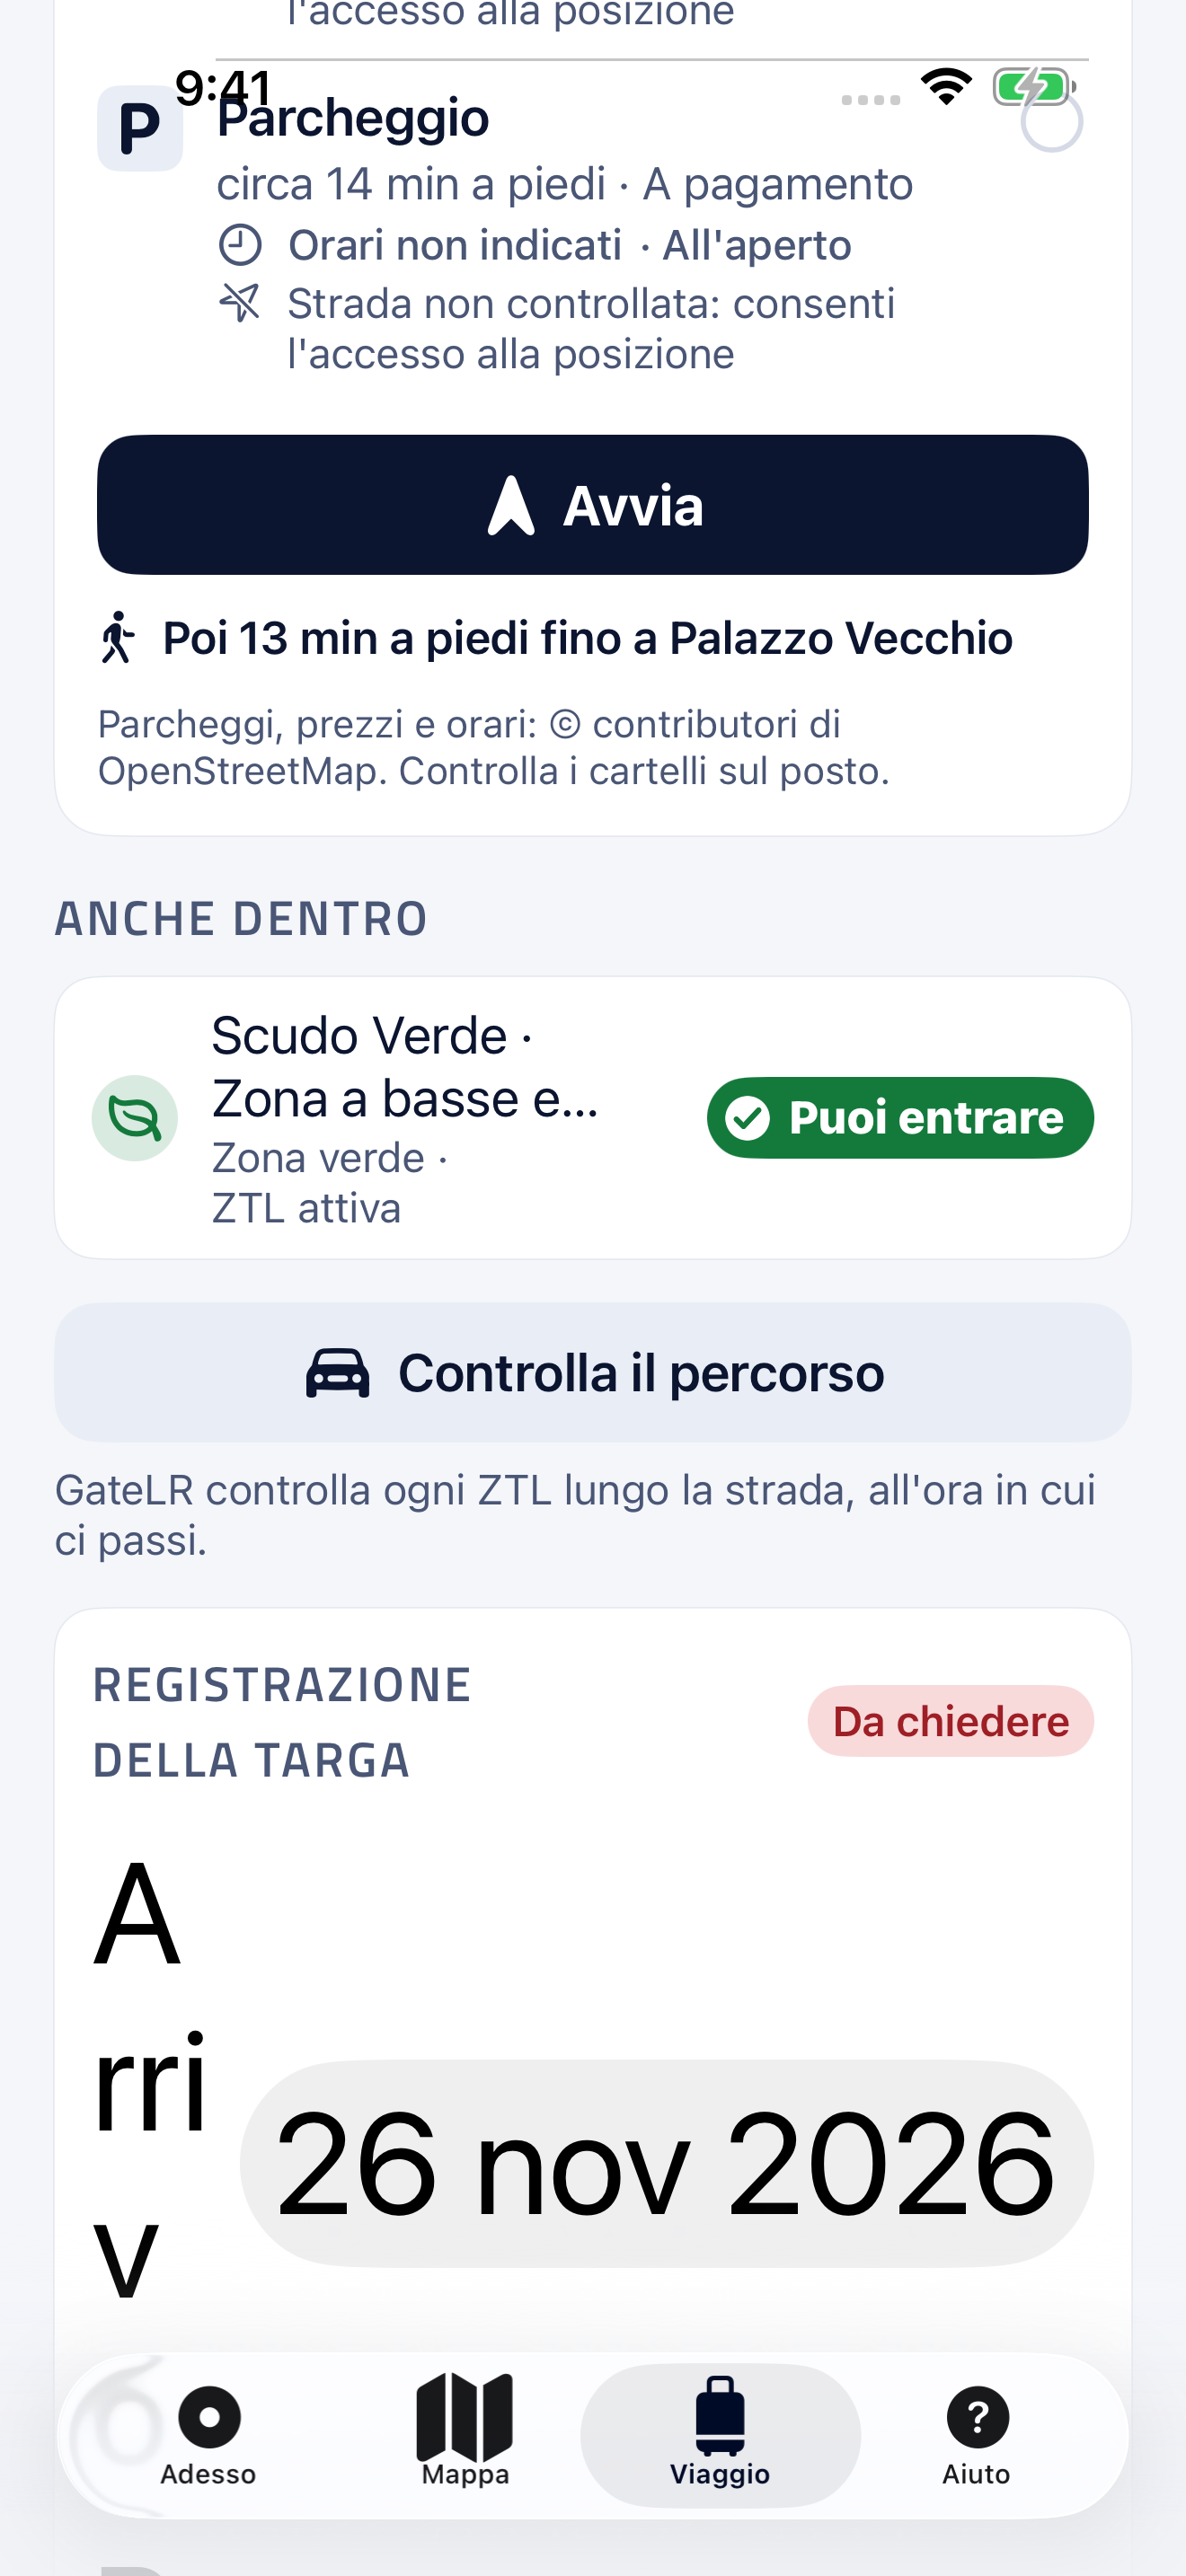 l'accesso alla posizione
9:41
P
Parcheggio
circa 14 min a piedi · A pagamento
Orari non indicati · All'aperto
Strada non controllata: consenti
l'accesso alla posizione
Avvia
Poi 13 min a piedi fino a Palazzo Vecchio
Parcheggi, prezzi e orari: © contributori di
OpenStreetMap. Controlla i cartelli sul posto.
ANCHE DENTRO
Scudo Verde ·
Zona a basse e...
Zona verde ·
ZTL attiva
Puoi entrare
Controlla il percorso
GateLR controlla ogni ZTL lungo la strada, all'ora in cui
ci passi.
REGISTRAZIONE
DELLA TARGA
Da chiedere
A
rri
v
26 nov 2026
Adesso
Mappa
Viaggio
?
Aiuto